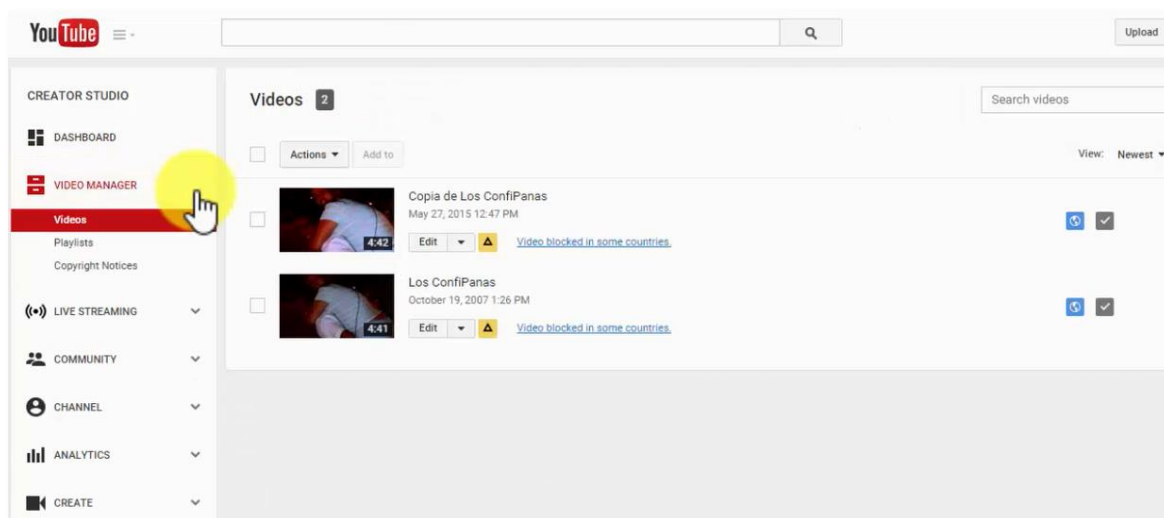 YouTube
Upload
CREATOR STUDIO
DASHBOARD
VIDEO MANAGER
Videos
Playlists
Copyright Notices
LIVE STREAMING
COMMUNITY
CHANNEL
ANALYTICS
CREATE
Videos 2
Search videos
Actions Add to
View: Newest
Copia de Los ConfiPanas
May 27, 2015 12:47 PM
4:42
Edit Video blocked in some countries.
Los ConfiPanas
October 19, 2007 1:26 PM
4:41
Edit Video blocked in some countries.